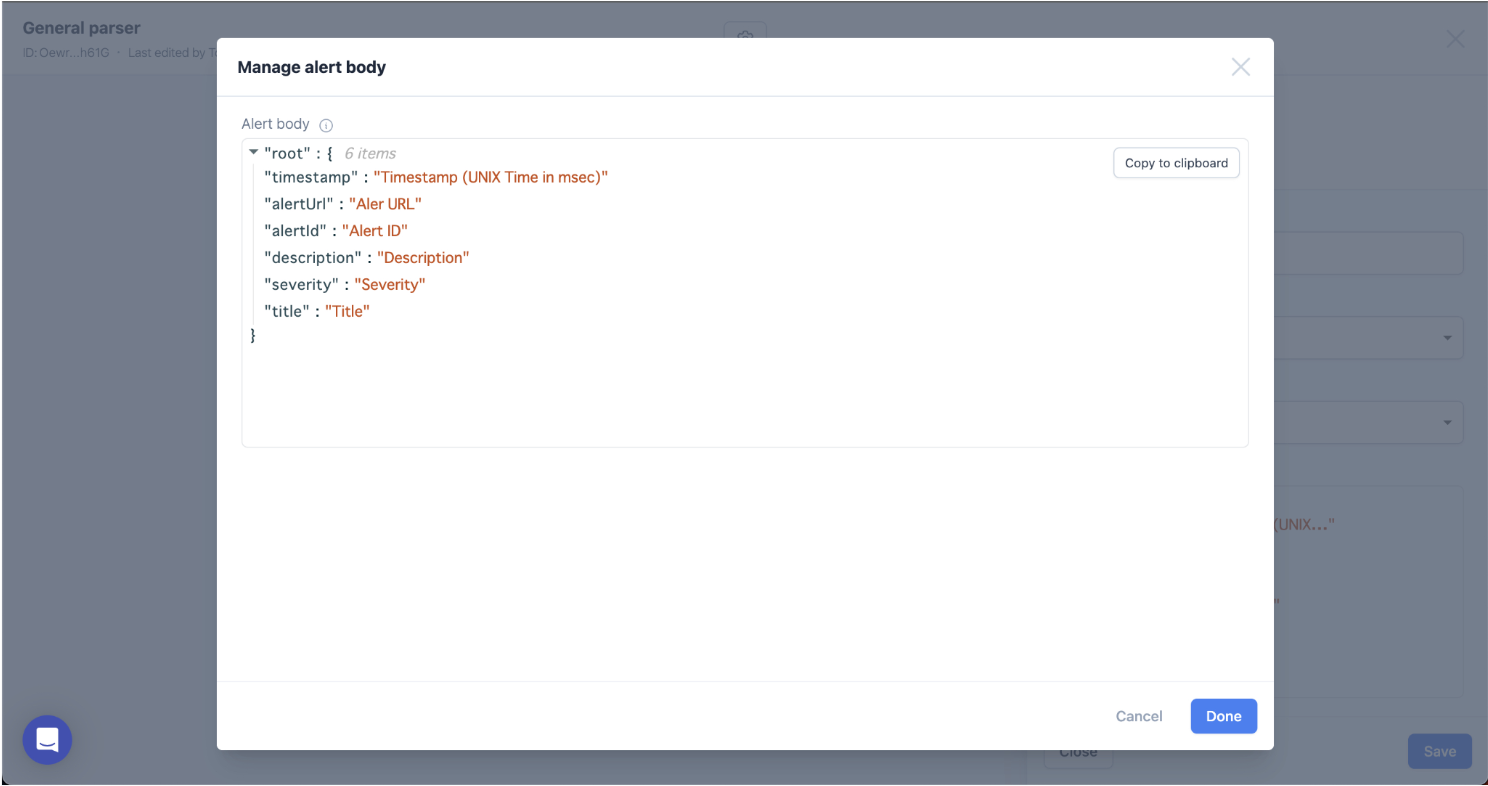 General parser
ID: Oewr...h61G · Last edited by
Manage alert body
Alert body
"root" : { 6 items
Copy to clipboard
"timestamp" : "Timestamp (UNIX Time in msec)"
"alertUrl" : "Aler URL"
"alertId" : "Alert ID"
"description" : "Description"
"severity" : "Severity"
"title" : "Title"
}
(UNIX..."
"
Cancel
Done
Close
Save